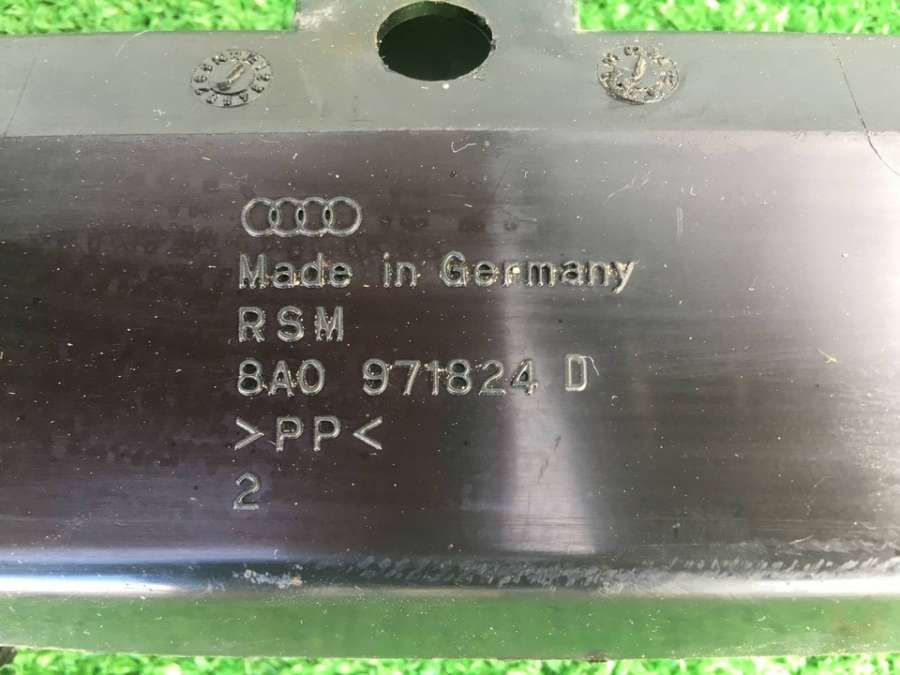 Made in Germany
RSM
8A0 971824 D
>PP<
2